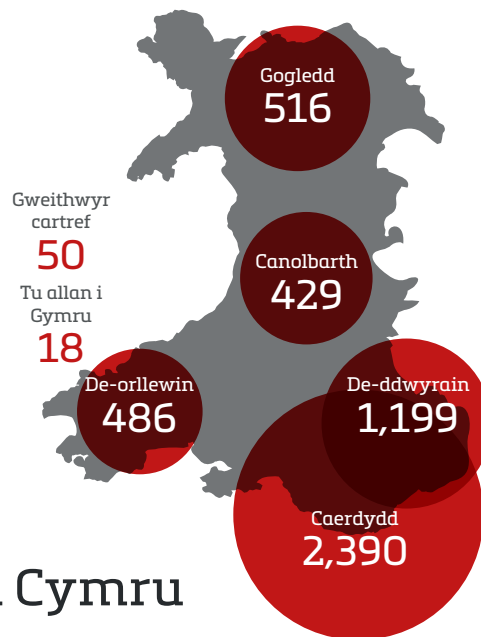 Gogledd
516
Gweithwyr
cartref
50
Tu allan i
Gymru
18
Canolbarth
429
De-orllewin
486
De-ddwyrain
1,199
Caerdydd
2,390
Cymru